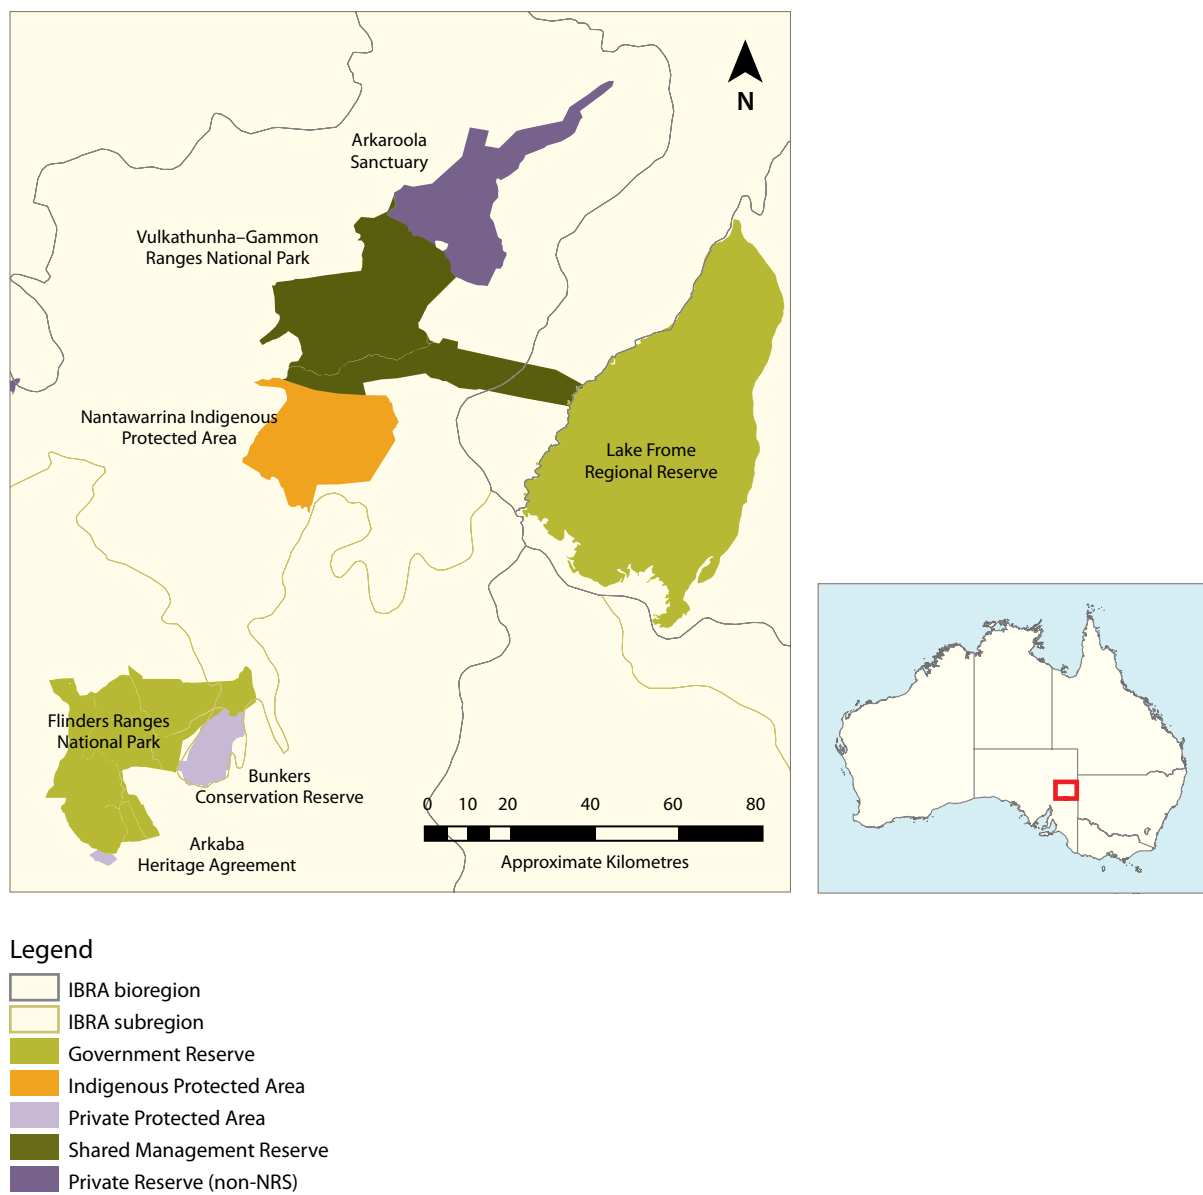 N
Arkaroola
Sanctuary
Vulkathunha–Gammon
Ranges National Park
Nantawarrina Indigenous
Protected Area
Lake Frome
Regional Reserve
Flinders Ranges
National Park
Bunkers
Conservation Reserve
Arkaba
Heritage Agreement
0 10 20 40 60 80
Approximate Kilometres
Legend
IBRA bioregion
IBRA subregion
Government Reserve
Indigenous Protected Area
Private Protected Area
Shared Management Reserve
Private Reserve (non-NRS)